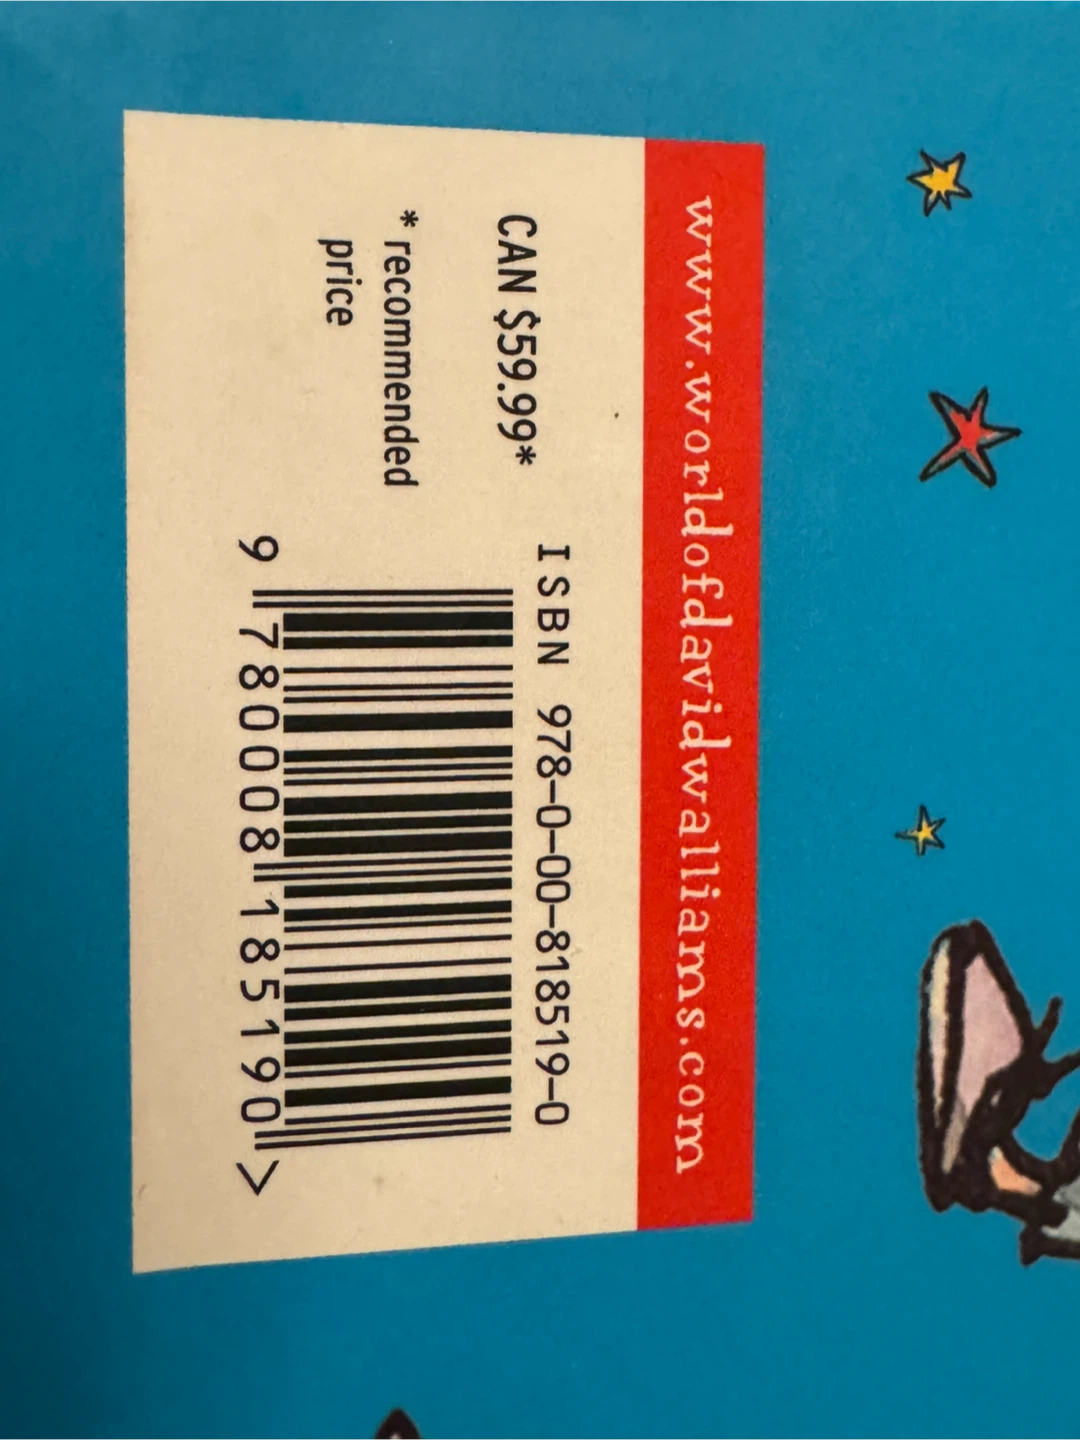 www.worldofdavidwalliams.com
CAN $59.99*
* recommended
price
ISBN 978–0–00–818519–0
9 780008 185190 >